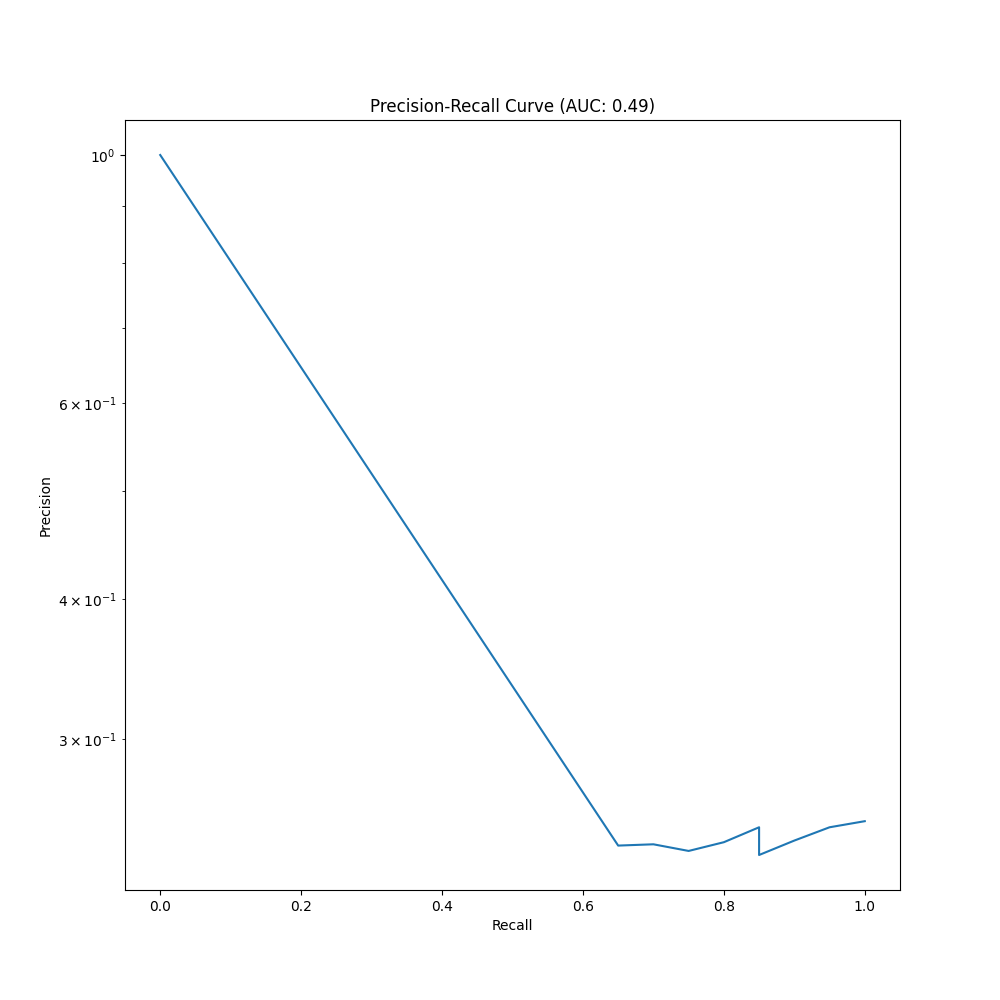 Precision-Recall Curve (AUC: 0.49)
10⁰
6 × 10⁻¹
4 × 10⁻¹
3 × 10⁻¹
Precision
0.0 0.2 0.4 0.6 0.8 1.0
Recall